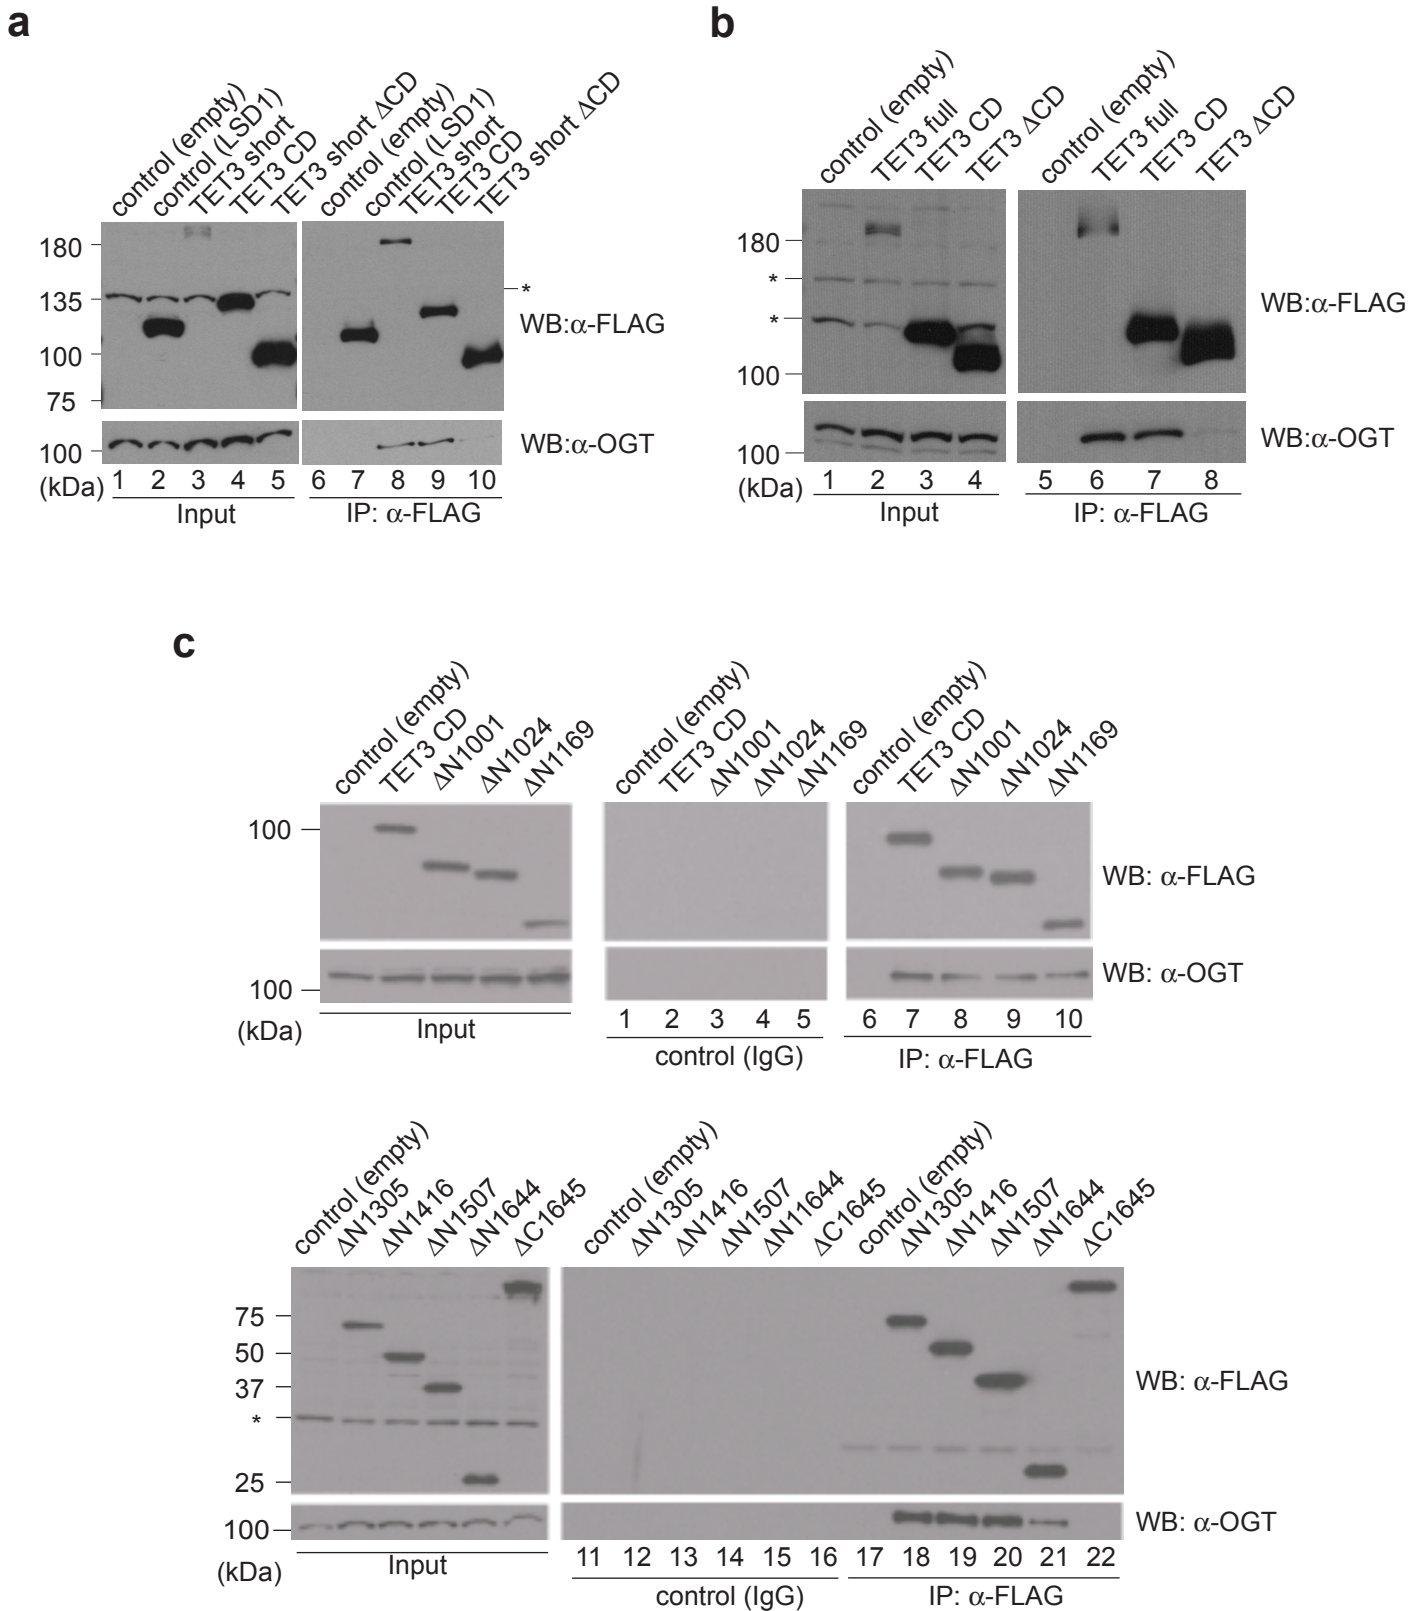 a
control (empty)
control (LSD1)
TET3 short
TET3 CD
TET3 short ΔCD
control (empty)
control (LSD1)
TET3 short
TET3 CD
TET3 short ΔCD
180
135
100
75
*
WB:α-FLAG
100
WB:α-OGT
(kDa)
1 2 3 4 5 6 7 8 9 10
Input
IP: α-FLAG
b
control (empty)
TET3 full
TET3 CD
TET3 ΔCD
control (empty)
TET3 full
TET3 CD
TET3 ΔCD
180
*
*
100
WB:α-FLAG
100
WB:α-OGT
(kDa)
1 2 3 4 5 6 7 8
Input
IP: α-FLAG
c
control (empty)
TET3 CD
ΔN1001
ΔN1024
ΔN1169
control (empty)
TET3 CD
ΔN1001
ΔN1024
ΔN1169
control (empty)
TET3 CD
ΔN1001
ΔN1024
ΔN1169
100
WB: α-FLAG
100
WB: α-OGT
(kDa)
Input
1 2 3 4 5 6 7 8 9 10
control (IgG)
IP: α-FLAG
control (empty)
ΔN1305
ΔN1416
ΔN1507
ΔN1644
ΔC1645
control (empty)
ΔN1305
ΔN1416
ΔN1507
ΔN11644
ΔC1645
control (empty)
ΔN1305
ΔN1416
ΔN1507
ΔN1644
ΔC1645
75
50
37
*
25
WB: α-FLAG
100
WB: α-OGT
(kDa)
Input
11 12 13 14 15 16 17 18 19 20 21 22
control (IgG)
IP: α-FLAG